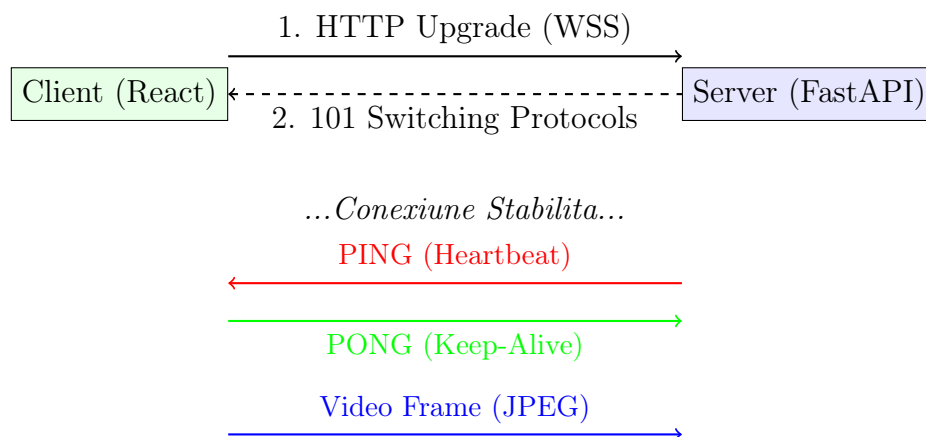 1. HTTP Upgrade (WSS)
Client (React)
Server (FastAPI)
2. 101 Switching Protocols
...Conexiune Stabilita...
PING (Heartbeat)
PONG (Keep-Alive)
Video Frame (JPEG)